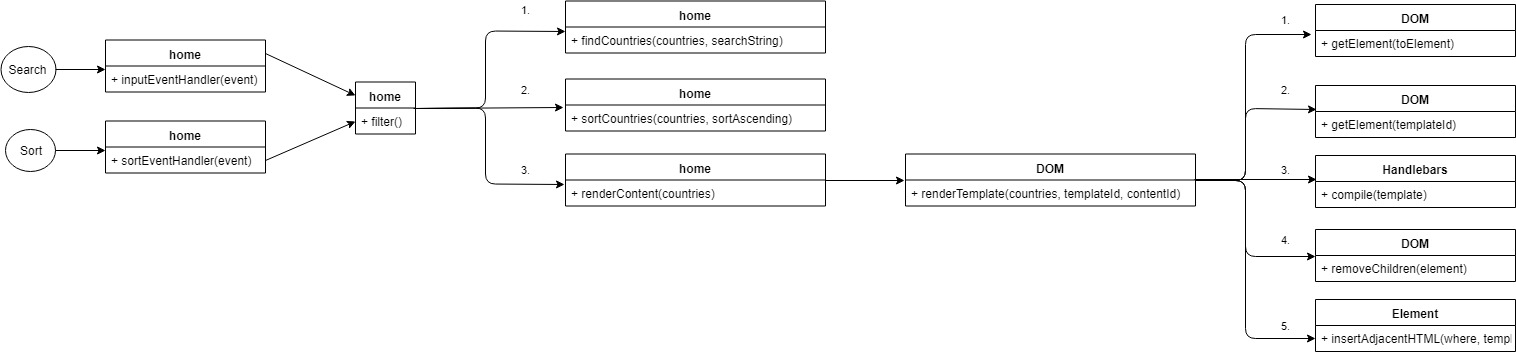 Search
home
+ inputEventHandler(event)
Sort
home
+ sortEventHandler(event)
home
+ filter()
1.
home
+ findCountries(countries, searchString)
2.
home
+ sortCountries(countries, sortAscending)
3.
home
+ renderContent(countries)
DOM
+ renderTemplate(countries, templateId, contentId)
1.
DOM
+ getElement(toElement)
2.
DOM
+ getElement(templateId)
3.
Handlebars
+ compile(template)
4.
DOM
+ removeChildren(element)
5.
Element
+ insertAdjacentHTML(where, templ